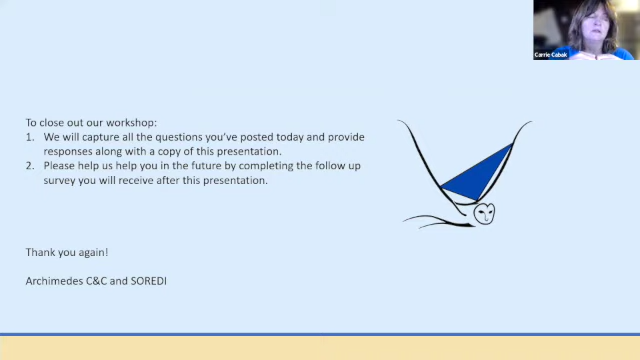 Carrie Cabak
To close out our workshop:
1. We will capture all the questions you've posted today and provide
responses along with a copy of this presentation.
2. Please help us help you in the future by completing the follow up
survey you will receive after this presentation.
Thank you again!
Archimedes C&C and SOREDI